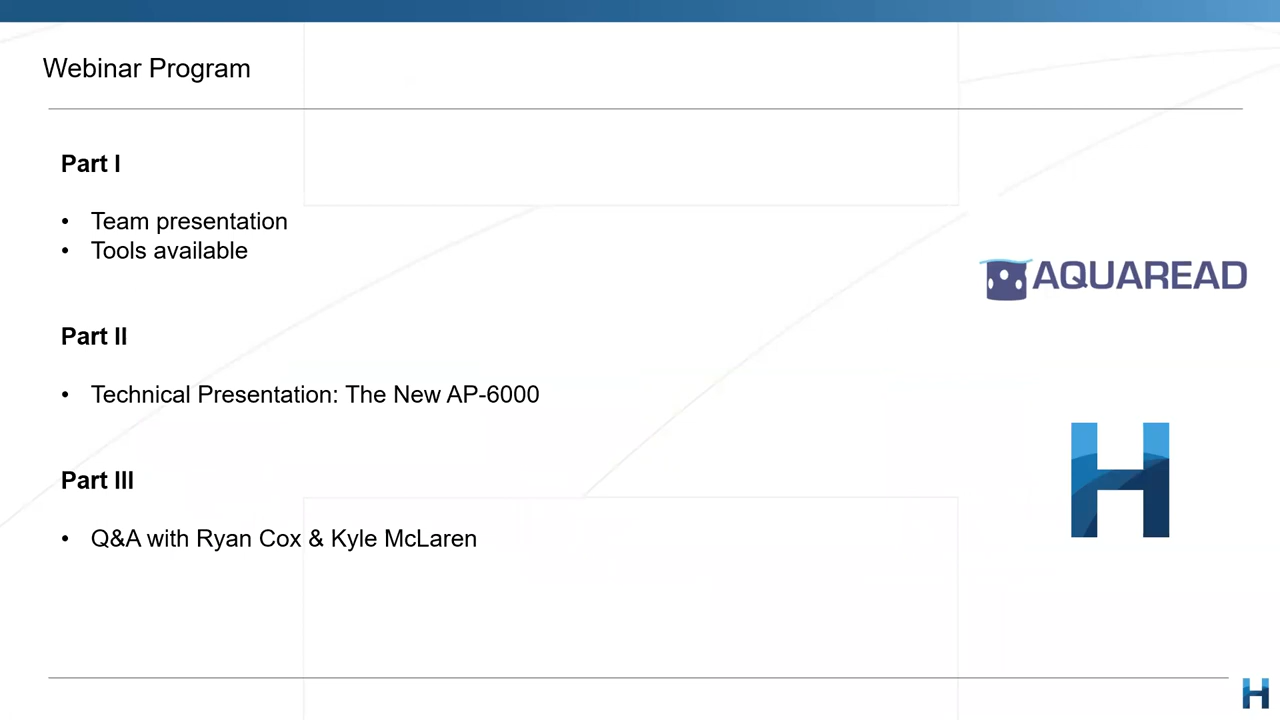 Webinar Program
Part I
• Team presentation
• Tools available
AQUAREAD
Part II
• Technical Presentation: The New AP-6000
H
Part III
• Q&A with Ryan Cox & Kyle McLaren
H